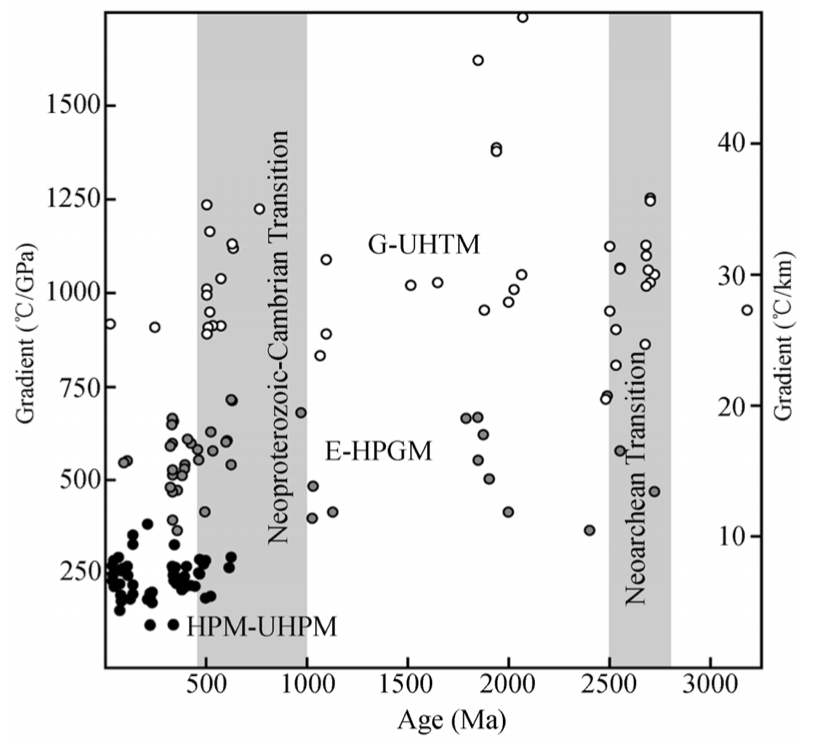 1500
1250
1000
750
500
250
Gradient (℃/GPa)
40
30
20
10
Gradient (℃/km)
Neoproterozoic-Cambrian Transition
Neoarchean Transition
G-UHTM
E-HPGM
HPM-UHPM
500
1000
1500
2000
2500
3000
Age (Ma)